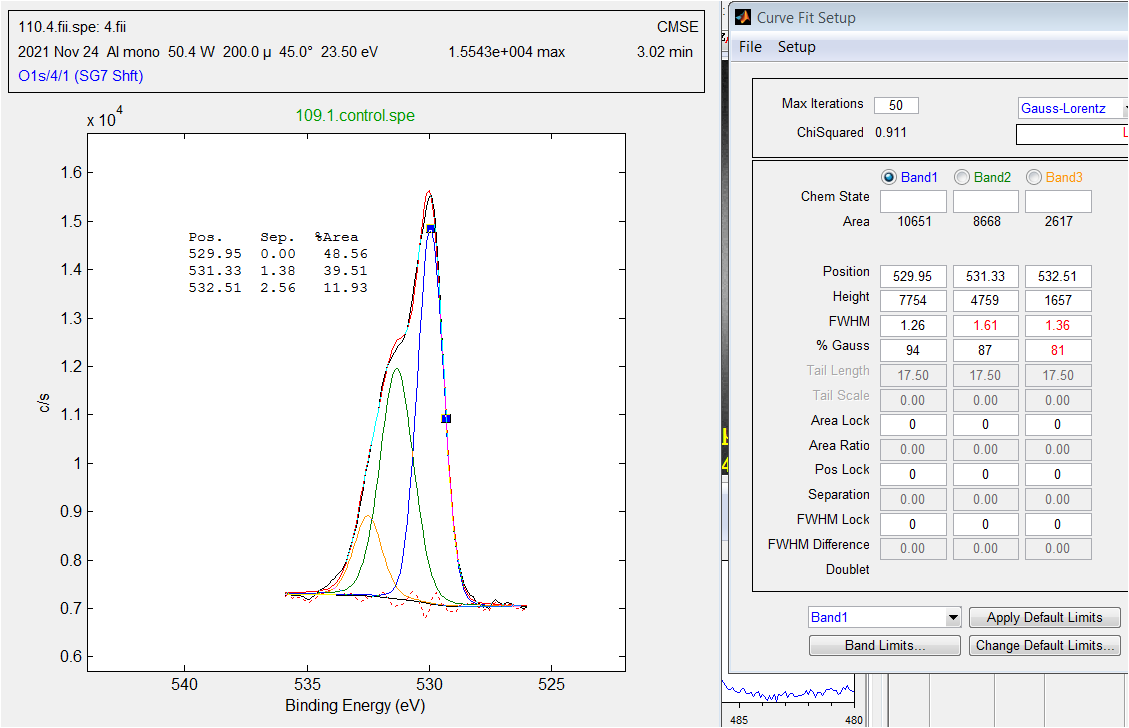 110.4.fii.spe: 4.fii CMSE
2021 Nov 24 Al mono 50.4 W 200.0 µ 45.0° 23.50 eV 1.5543e+004 max 3.02 min
O1s/4/1 (SG7 Shft)
109.1.control.spe
x 10^4
1.6
1.5
1.4
1.3
1.2
1.1
1
0.9
0.8
0.7
0.6
c/s
Pos. Sep. %Area
529.95 0.00 48.56
531.33 1.38 39.51
532.51 2.56 11.93
540 535 530 525
Binding Energy (eV)
Curve Fit Setup
File Setup
Max Iterations 50 Gauss-Lorentz
ChiSquared 0.911
Band1 Band2 Band3
Chem State
Area 10651 8668 2617
Position 529.95 531.33 532.51
Height 7754 4759 1657
FWHM 1.26 1.61 1.36
% Gauss 94 87 81
Tail Length 17.50 17.50 17.50
Tail Scale 0.00 0.00 0.00
Area Lock 0 0 0
Area Ratio 0.00 0.00 0.00
Pos Lock 0 0 0
Separation 0.00 0.00 0.00
FWHM Lock 0 0 0
FWHM Difference 0.00 0.00 0.00
Doublet
Band1 Apply Default Limits
Band Limits... Change Default Limits...
485 480